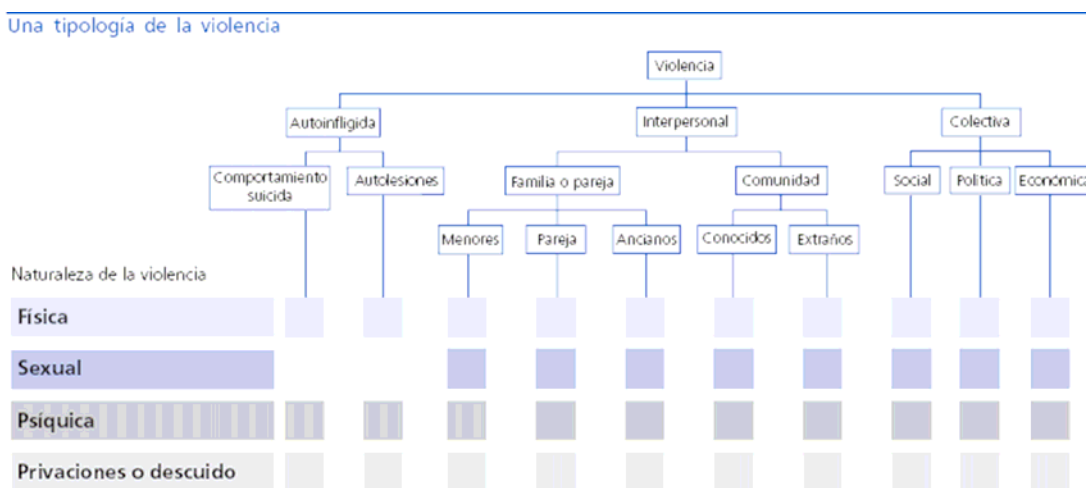 Una tipología de la violencia
Violencia
Autoinfligida
Interpersonal
Colectiva
Comportamiento
suicida
Autolesiones
Familia o pareja
Comunidad
Social
Política
Económica
Menores
Pareja
Ancianos
Conocidos
Extraños
Naturaleza de la violencia
Física
Sexual
Psíquica
Privaciones o descuido